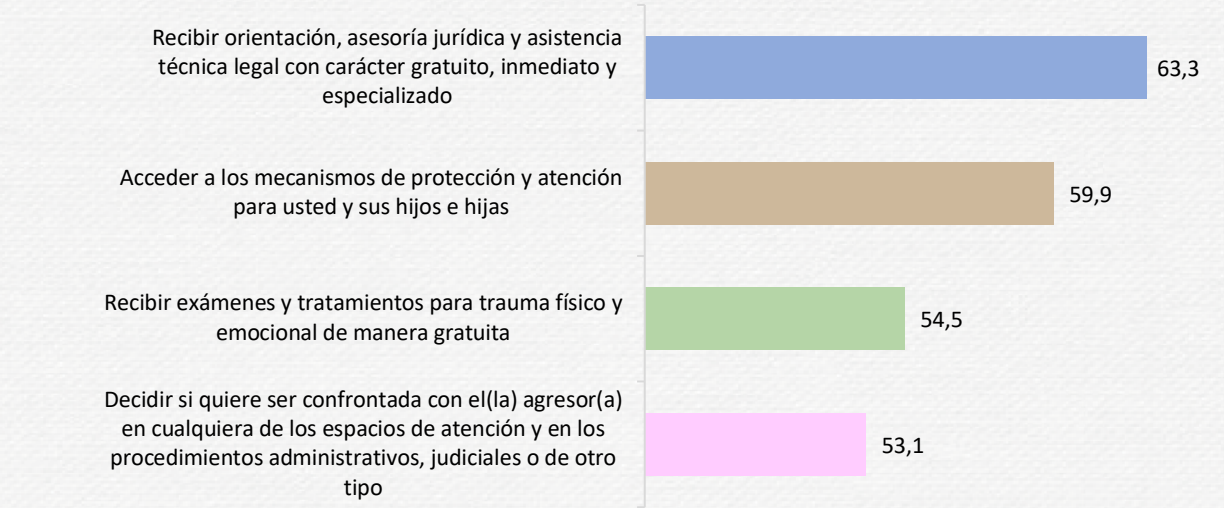 Recibir orientación, asesoría jurídica y asistencia
técnica legal con carácter gratuito, inmediato y
especializado
63,3
Acceder a los mecanismos de protección y atención
para usted y sus hijos e hijas
59,9
Recibir exámenes y tratamientos para trauma físico y
emocional de manera gratuita
54,5
Decidir si quiere ser confrontada con el(la) agresor(a)
en cualquiera de los espacios de atención y en los
procedimientos administrativos, judiciales o de otro
tipo
53,1